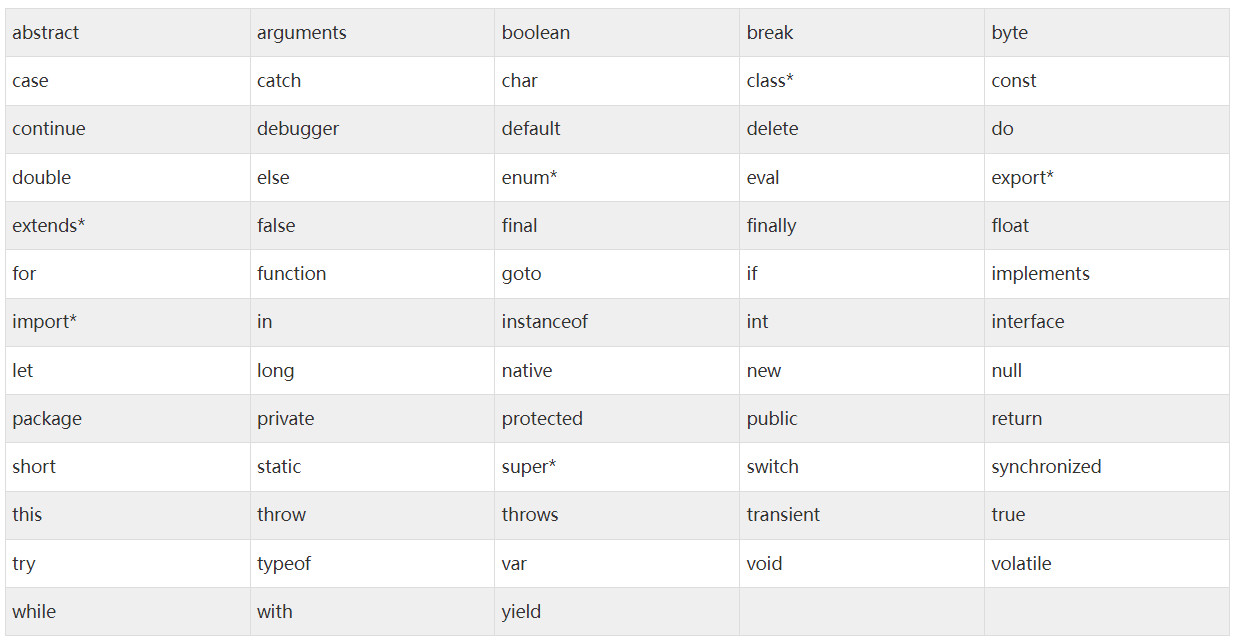 abstract arguments boolean break byte
case catch char class* const
continue debugger default delete do
double else enum* eval export*
extends* false final finally float
for function goto if implements
import* in instanceof int interface
let long native new null
package private protected public return
short static super* switch synchronized
this throw throws transient true
try typeof var void volatile
while with yield